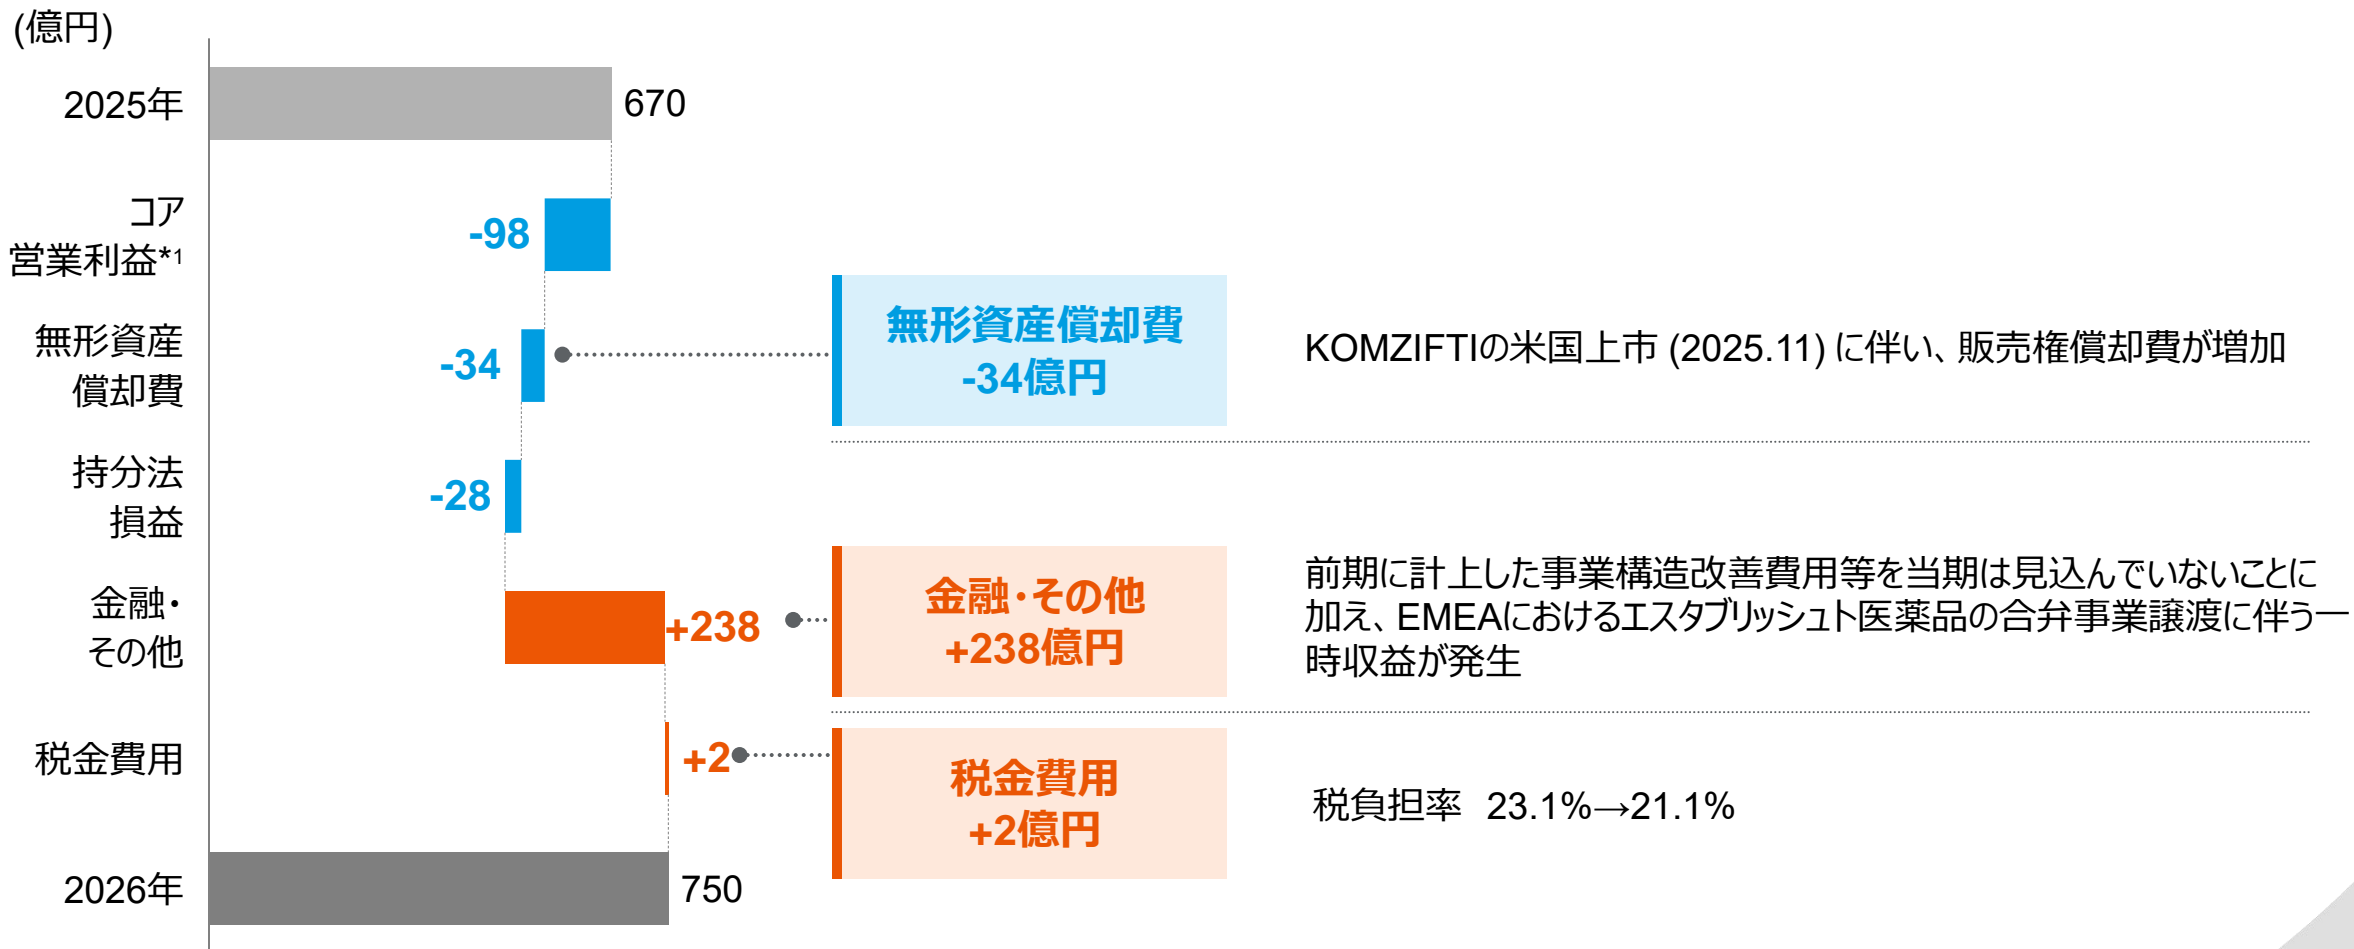 (億円)
2025年
670
コア
営業利益*1
-98
無形資産
償却費
-34
無形資産償却費
-34億円
KOMZIFTIの米国上市 (2025.11) に伴い、販売権償却費が増加
持分法
損益
-28
金融・
その他
+238
金融・その他
+238億円
前期に計上した事業構造改善費用等を当期は見込んでいないことに
加え、EMEAにおけるエスタブリッシュト医薬品の合弁事業譲渡に伴う一
時収益が発生
税金費用
+2
税金費用
+2億円
税負担率 23.1%→21.1%
2026年
750